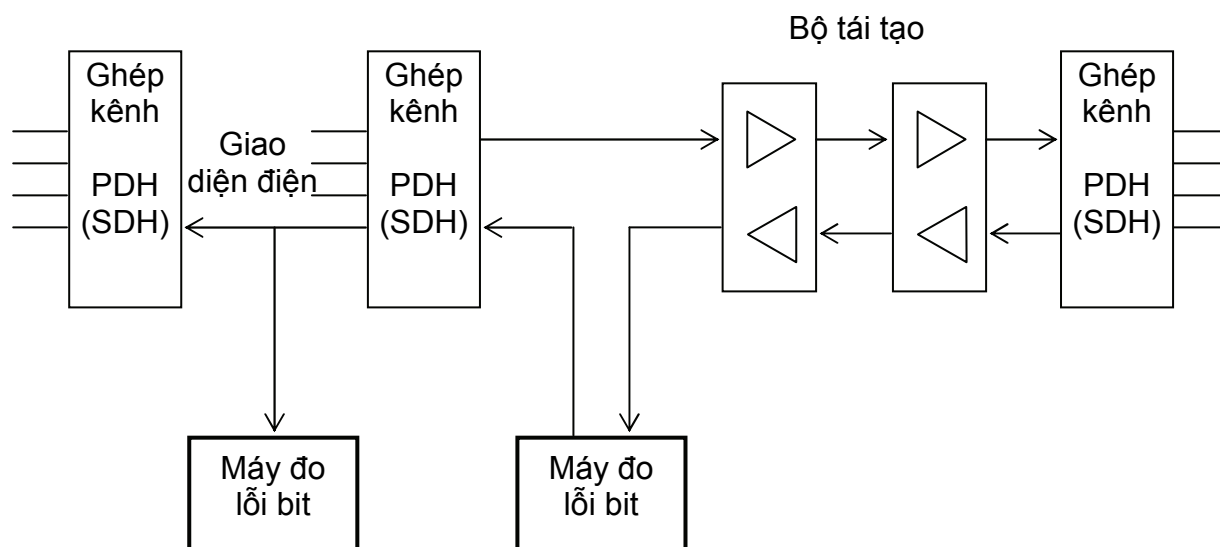 Bộ tái tạo
Ghép
kênh
PDH
(SDH)
Giao
diện điện
Ghép
kênh
PDH
(SDH)
Ghép
kênh
PDH
(SDH)
Máy đo
lỗi bit
Máy đo
lỗi bit